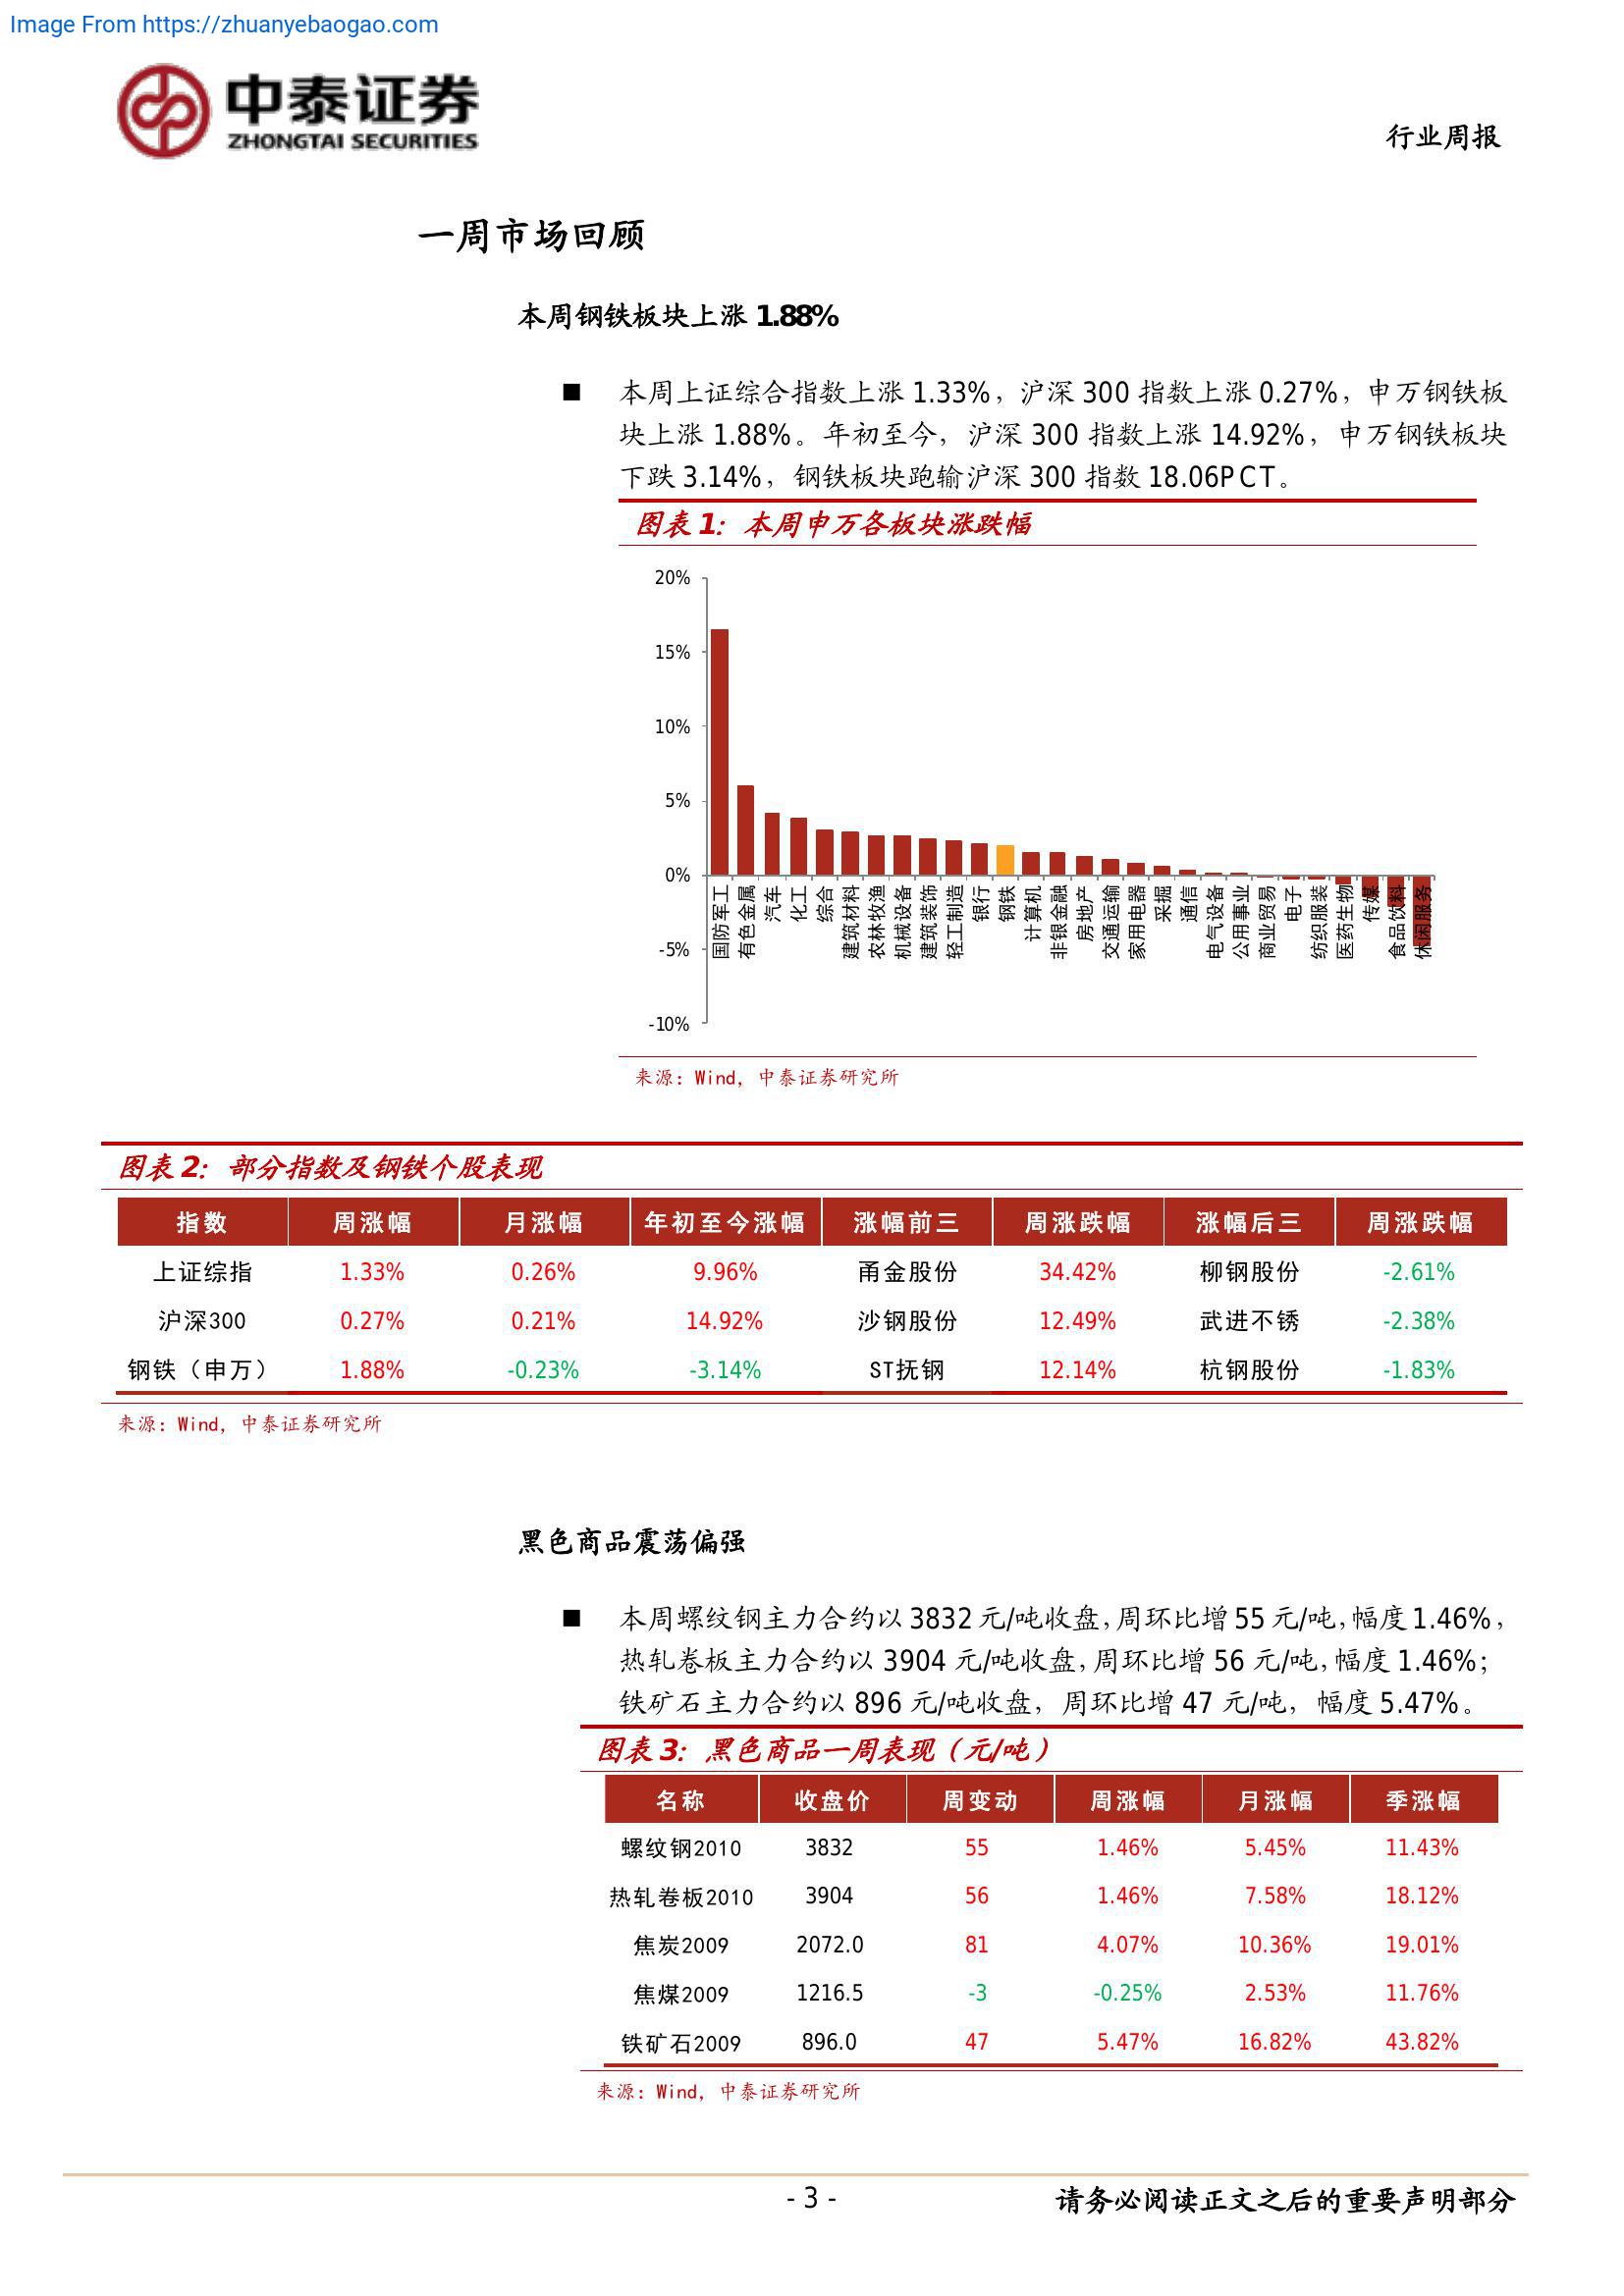 Image From https://zhuanyebaogao.com
中泰证券
ZHONGTAI SECURITIES
行业周报
一周市场回顾
本周钢铁板块上涨 1.88%
■ 本周上证综合指数上涨 1.33%，沪深 300 指数上涨 0.27%，申万钢铁板
块上涨 1.88%。年初至今，沪深 300 指数上涨 14.92%，申万钢铁板块
下跌 3.14%，钢铁板块跑输沪深 300 指数 18.06PCT。
图表 1：本周申万各板块涨跌幅
20%
15%
10%
5%
0%
-5%
-10%
国防军工
有色金属
汽车
化工
综合
建筑材料
农林牧渔
机械设备
建筑装饰
轻工制造
银行
钢铁
计算机
非银金融
房地产
交通运输
家用电器
采掘
通信
电气设备
公用事业
商业贸易
电子
纺织服装
医药生物
传媒
食品饮料
休闲服务
来源：Wind，中泰证券研究所
图表 2：部分指数及钢铁个股表现
指数 周涨幅 月涨幅 年初至今涨幅 涨幅前三 周涨跌幅 涨幅后三 周涨跌幅
上证综指 1.33% 0.26% 9.96% 甬金股份 34.42% 柳钢股份 -2.61%
沪深300 0.27% 0.21% 14.92% 沙钢股份 12.49% 武进不锈 -2.38%
钢铁（申万） 1.88% -0.23% -3.14% ST抚钢 12.14% 杭钢股份 -1.83%
来源：Wind，中泰证券研究所
黑色商品震荡偏强
■ 本周螺纹钢主力合约以 3832 元/吨收盘，周环比增 55 元/吨，幅度 1.46%，
热轧卷板主力合约以 3904 元/吨收盘，周环比增 56 元/吨，幅度 1.46%；
铁矿石主力合约以 896 元/吨收盘，周环比增 47 元/吨，幅度 5.47%。
图表 3：黑色商品一周表现（元/吨）
名称 收盘价 周变动 周涨幅 月涨幅 季涨幅
螺纹钢2010 3832 55 1.46% 5.45% 11.43%
热轧卷板2010 3904 56 1.46% 7.58% 18.12%
焦炭2009 2072.0 81 4.07% 10.36% 19.01%
焦煤2009 1216.5 -3 -0.25% 2.53% 11.76%
铁矿石2009 896.0 47 5.47% 16.82% 43.82%
来源：Wind，中泰证券研究所
- 3 -
请务必阅读正文之后的重要声明部分